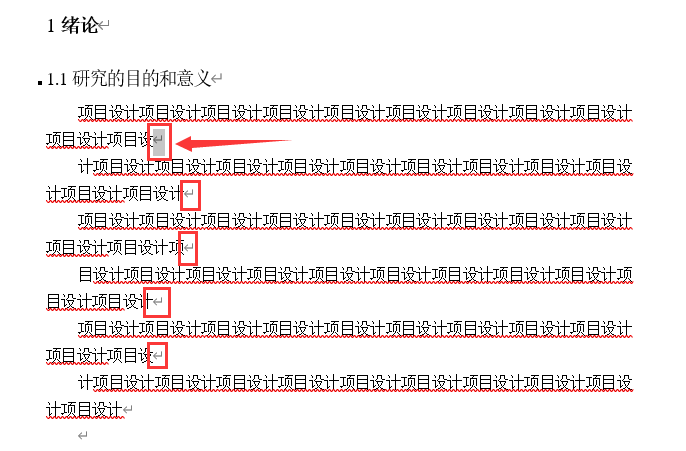 1 绪论↵
1.1 研究的目的和意义↵
项目设计项目设计项目设计项目设计项目设计项目设计项目设计项目设计项目设计
项目设计项目设↵
计项目设计项目设计项目设计项目设计项目设计项目设计项目设计项目设计项目设
计项目设计项目设计↵
项目设计项目设计项目设计项目设计项目设计项目设计项目设计项目设计项目设计
项目设计项目设计项↵
目设计项目设计项目设计项目设计项目设计项目设计项目设计项目设计项目设计项
目设计项目设计↵
项目设计项目设计项目设计项目设计项目设计项目设计项目设计项目设计项目设计
项目设计项目设↵
计项目设计项目设计项目设计项目设计项目设计项目设计项目设计项目设计项目设
计项目设计↵
↵